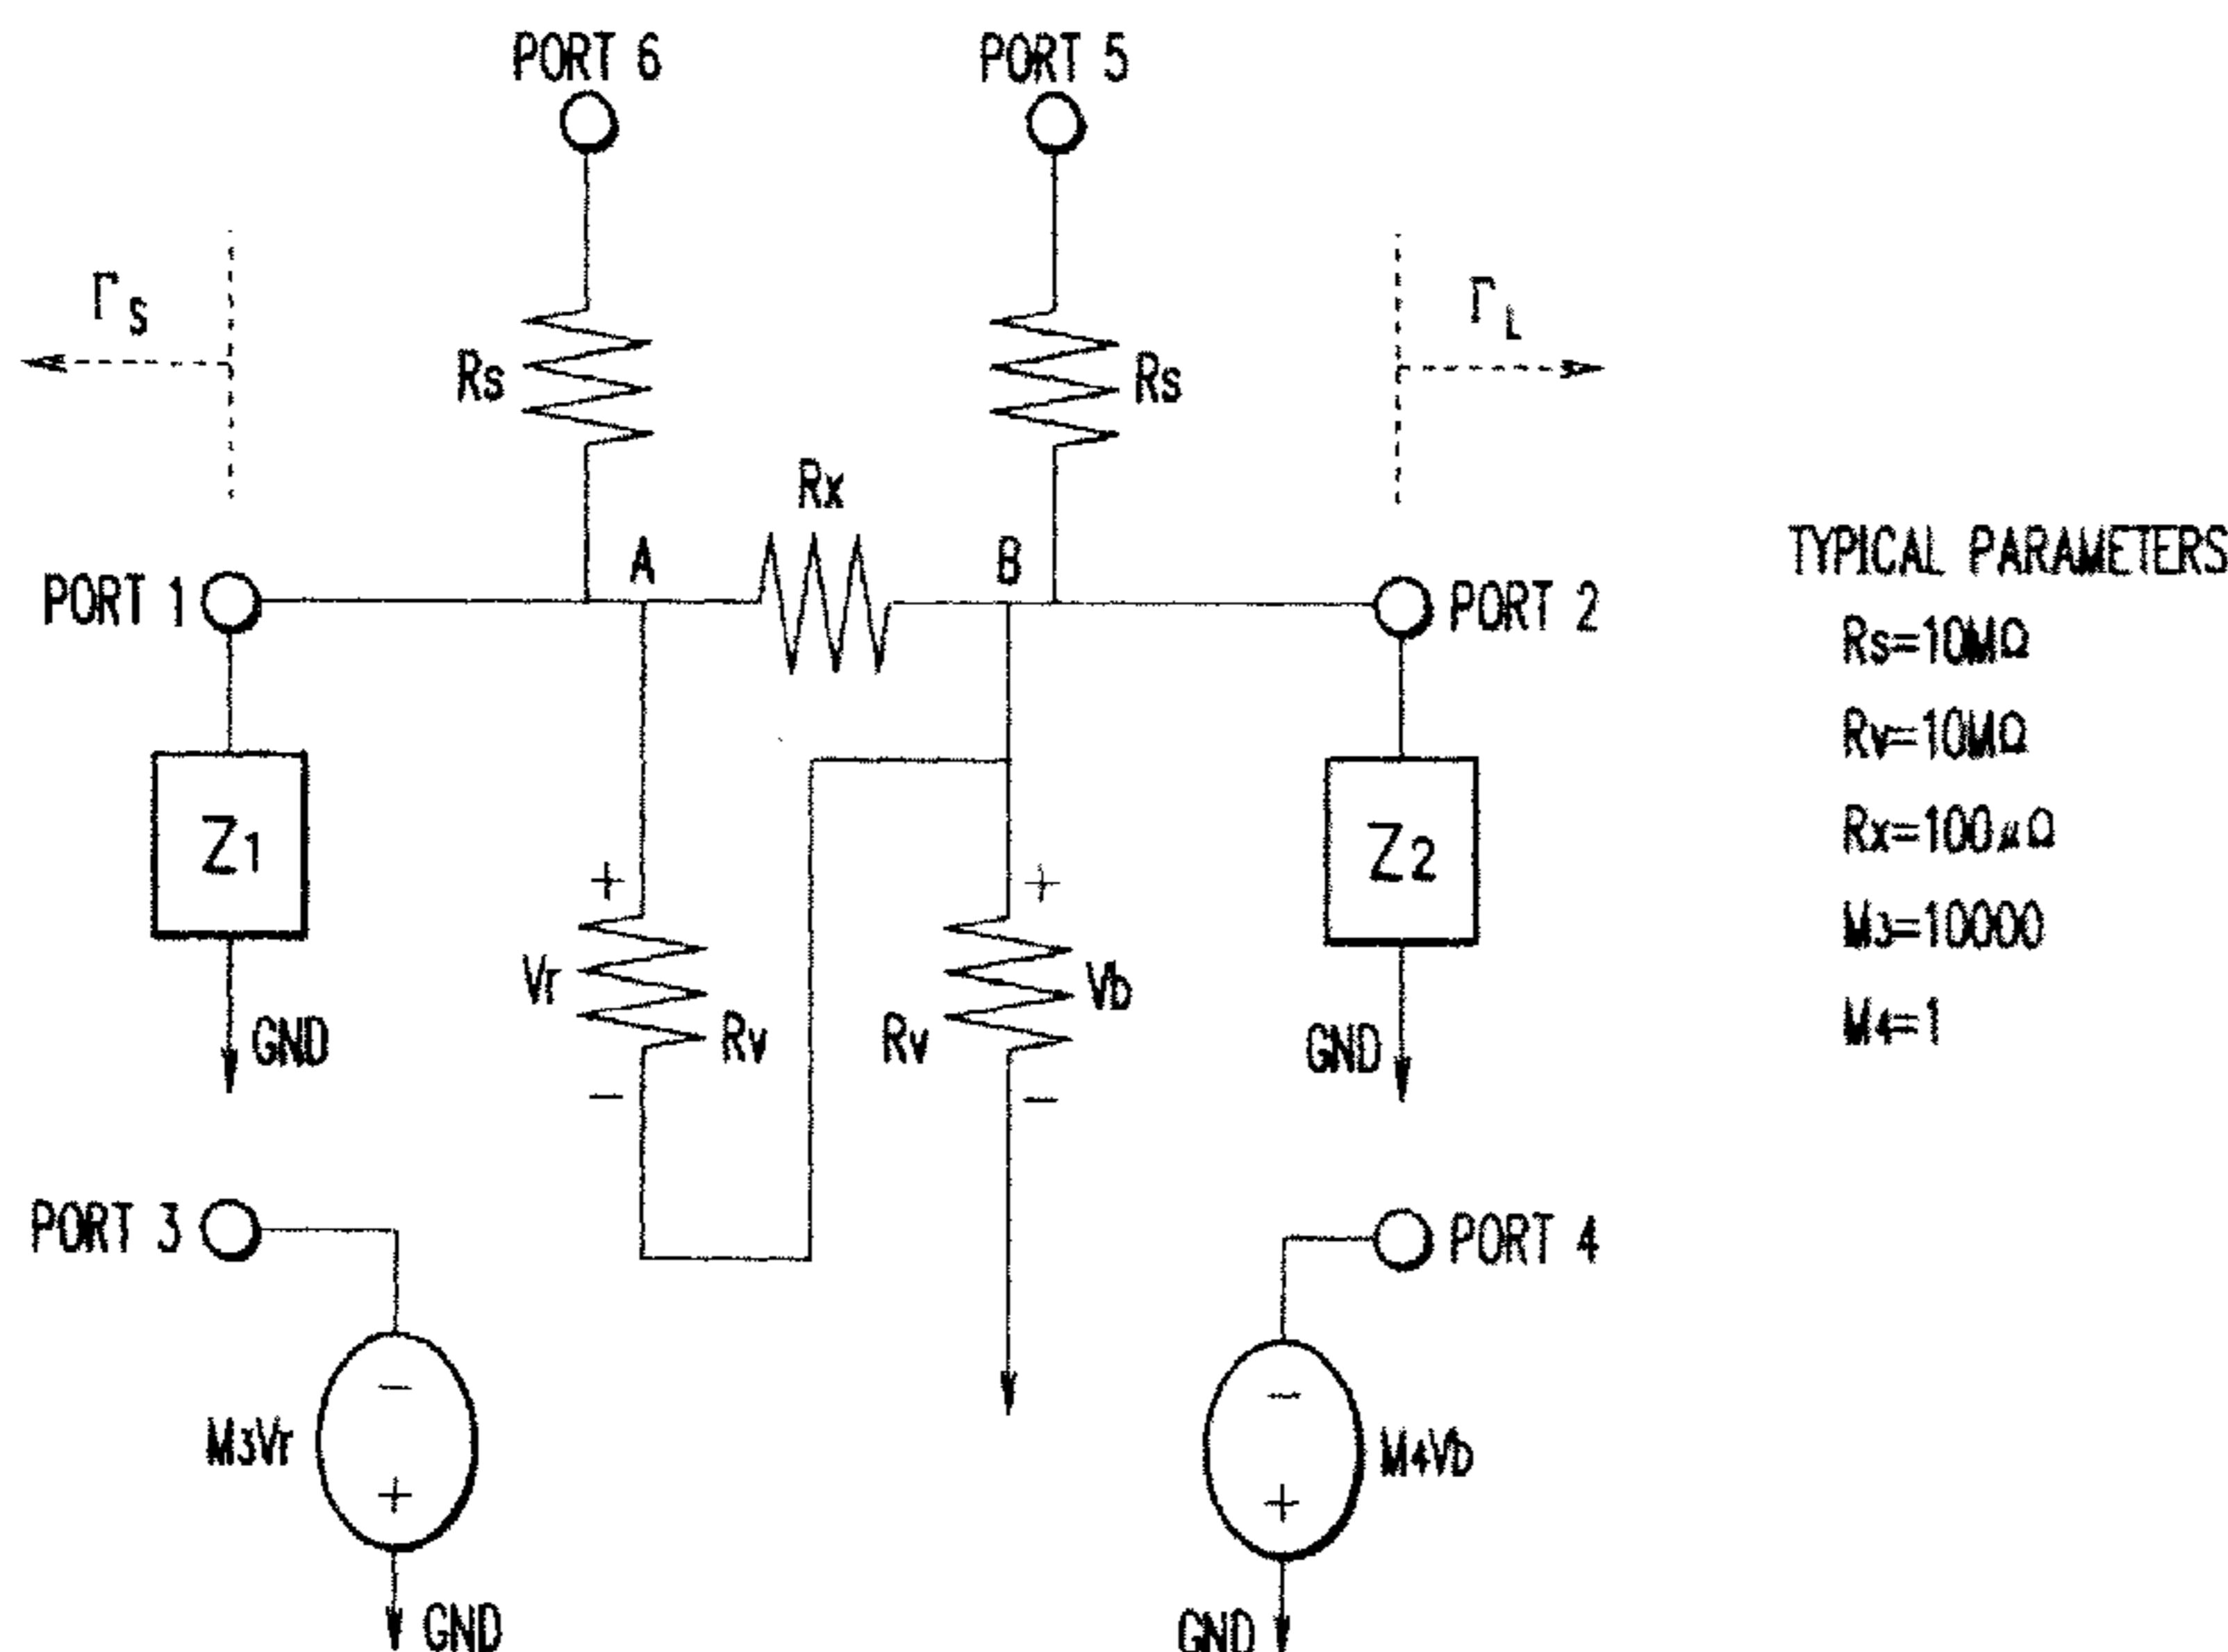 PORT 6
PORT 5
Γs
ΓL
Rs
Rs
Rx
A
B
PORT 1
PORT 2
TYPICAL PARAMETERS
Rs=10MΩ
Rv=10MΩ
Rx=100μΩ
M3=10000
M4=1
Z1
Z2
+
+
Vr
Rv
Rv
Vb
GND
GND
−
−
PORT 3
PORT 4
−
−
M3Vr
M4Vb
+
+
GND
GND